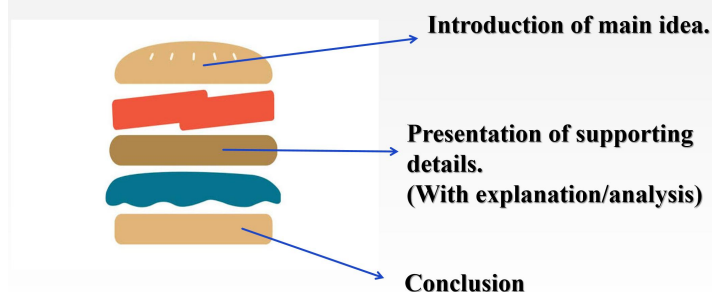 Introduction of main idea.
Presentation of supporting
details.
(With explanation/analysis)
Conclusion